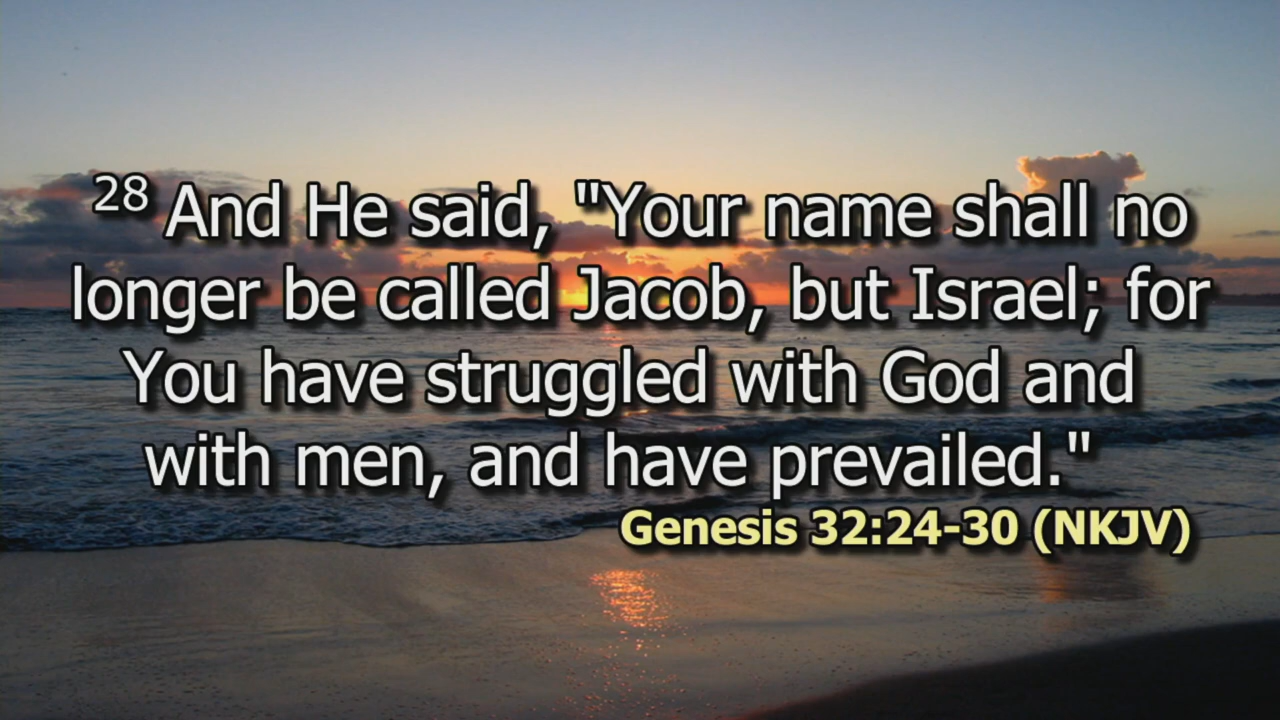 28 And He said, "Your name shall no
longer be called Jacob, but Israel; for
You have struggled with God and
with men, and have prevailed."
Genesis 32:24-30 (NKJV)